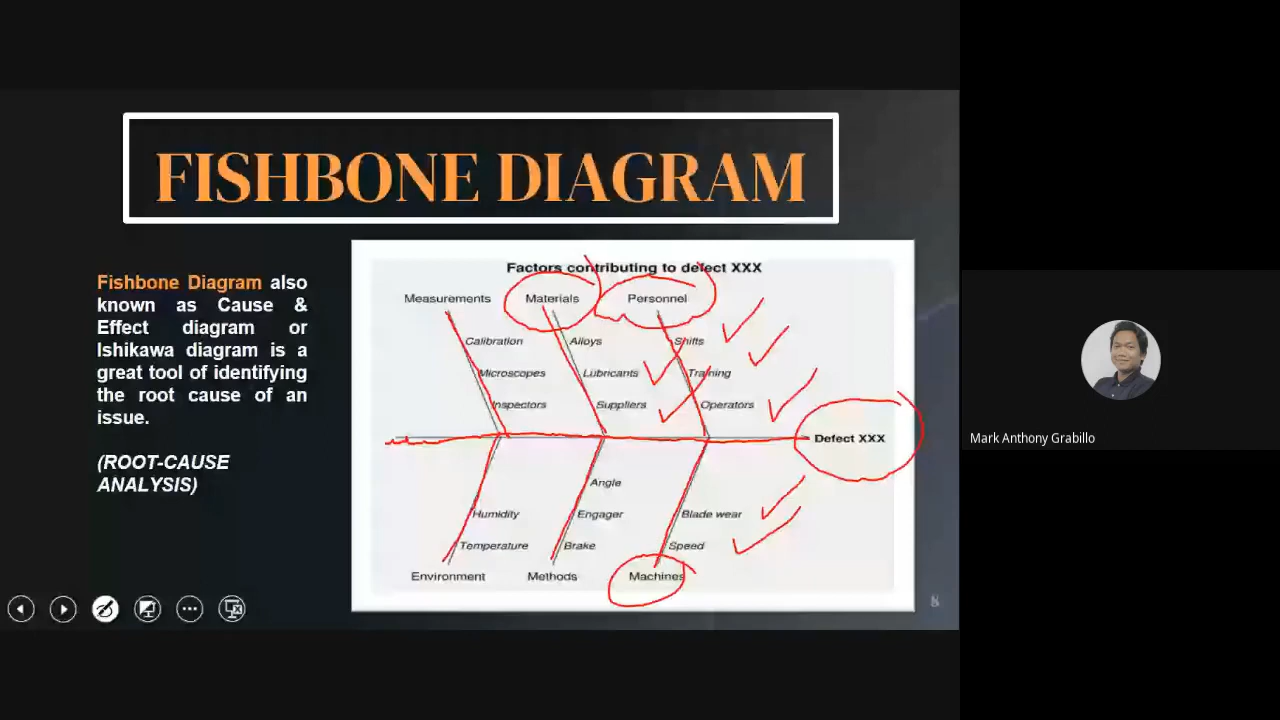 FISHBONE DIAGRAM
Fishbone Diagram also
known as Cause &
Effect diagram or
Ishikawa diagram is a
great tool of identifying
the root cause of an
issue.
(ROOT-CAUSE
ANALYSIS)
Factors contributing to defect XXX
Measurements Materials Personnel
Calibration Alloys Shifts
Microscopes Lubricants Training
Inspectors Suppliers Operators
Defect XXX
Angle
Humidity Engager Blade wear
Temperature Brake Speed
Environment Methods Machines
8
Mark Anthony Grabillo